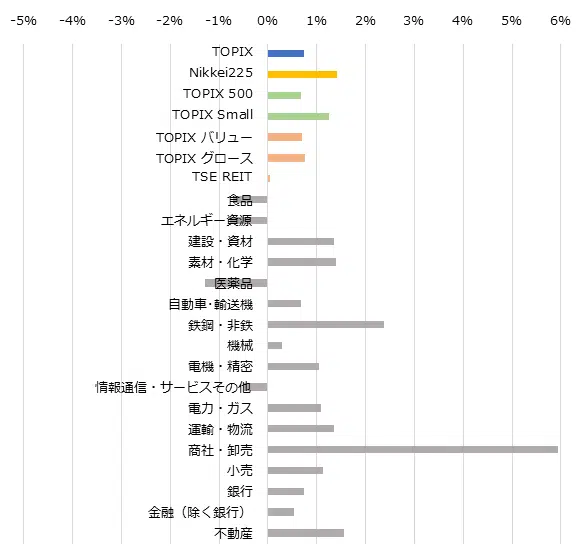 -5% -4% -3% -2% -1% 0% 1% 2% 3% 4% 5% 6%
TOPIX
Nikkei225
TOPIX 500
TOPIX Small
TOPIX バリュー
TOPIX グロース
TSE REIT
食品
エネルギー資源
建設・資材
素材・化学
医薬品
自動車･輸送機
鉄鋼・非鉄
機械
電機・精密
情報通信・サービスその他
電力・ガス
運輸・物流
商社・卸売
小売
銀行
金融（除く銀行）
不動産